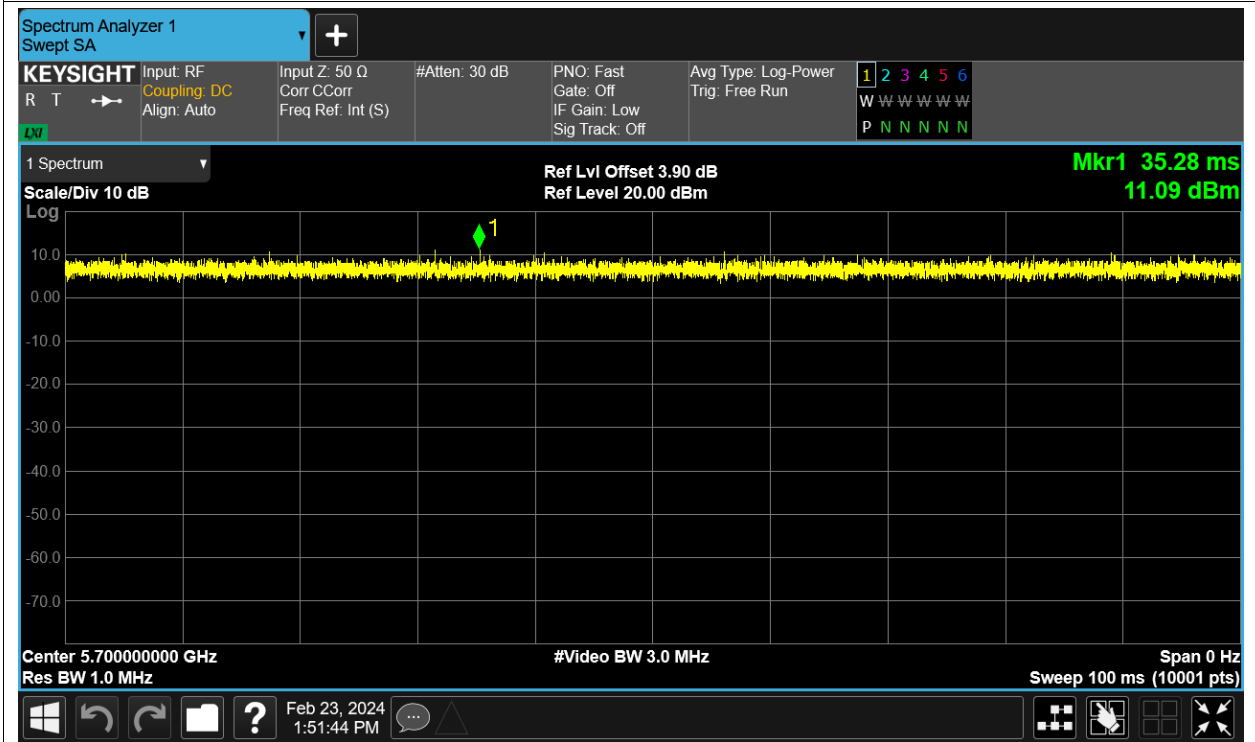 Spectrum Analyzer 1
Swept SA
+
KEYSIGHT
R T
LXI
Input: RF
Coupling: DC
Align: Auto
Input Z: 50 Ω
Corr CCorr
Freq Ref: Int (S)
#Atten: 30 dB
PNO: Fast
Gate: Off
IF Gain: Low
Sig Track: Off
Avg Type: Log-Power
Trig: Free Run
1 2 3 4 5 6
W W W W W W
P N N N N N
1 Spectrum
Scale/Div 10 dB
Log
Ref Lvl Offset 3.90 dB
Ref Level 20.00 dBm
Mkr1 35.28 ms
11.09 dBm
1
10.0
0.00
-10.0
-20.0
-30.0
-40.0
-50.0
-60.0
-70.0
Center 5.700000000 GHz
Res BW 1.0 MHz
#Video BW 3.0 MHz
Span 0 Hz
Sweep 100 ms (10001 pts)
?
Feb 23, 2024
1:51:44 PM